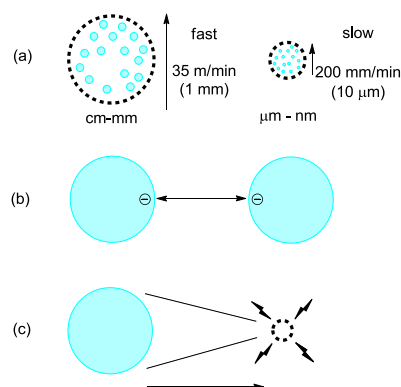 (a)
fast
35 m/min
(1 mm)
cm-mm
slow
200 mm/min
(10 μm)
μm - nm
(b)
(c)